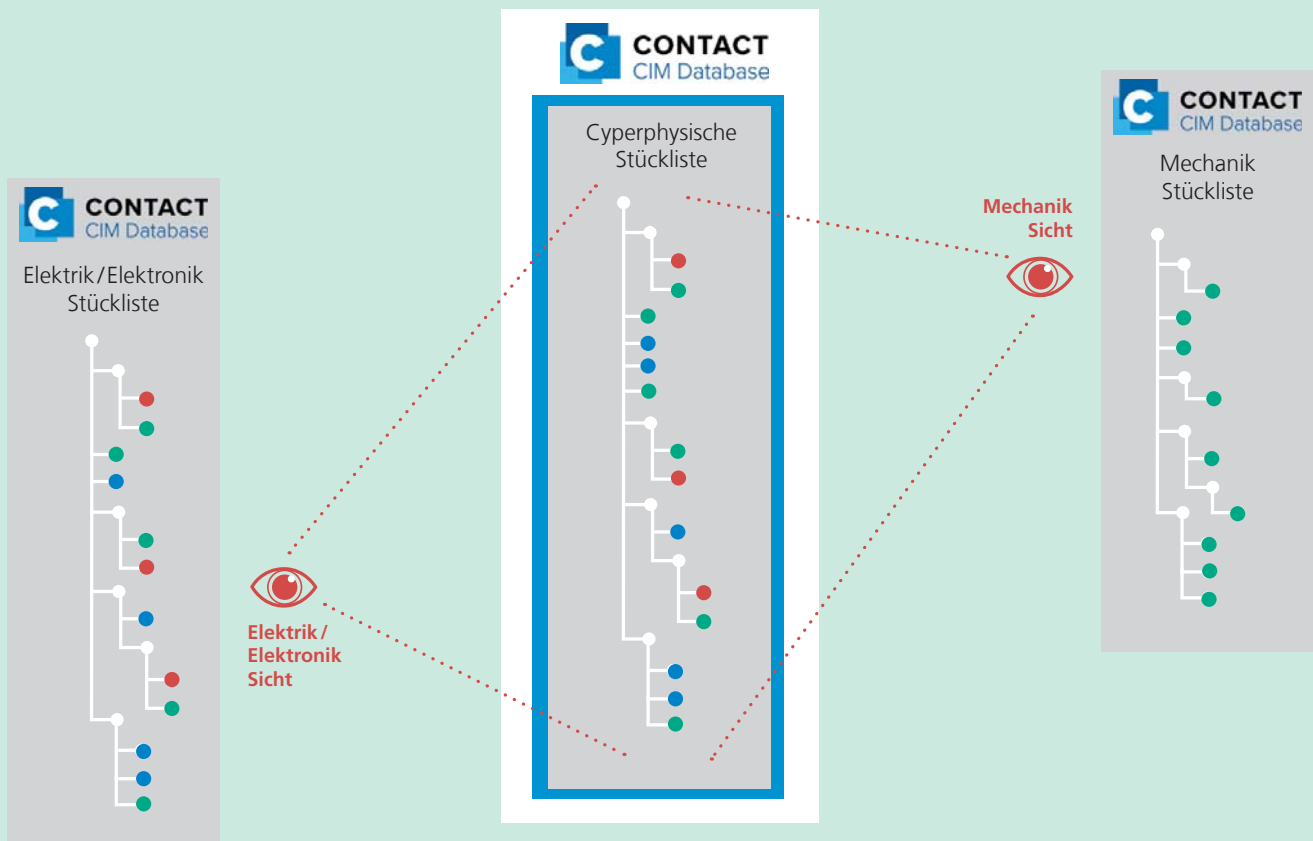 CONTACT
CIM Database
Elektrik/Elektronik
Stückliste
Elektrik/
Elektronik
Sicht
CONTACT
CIM Database
Cyperphysische
Stückliste
Mechanik
Sicht
CONTACT
CIM Database
Mechanik
Stückliste